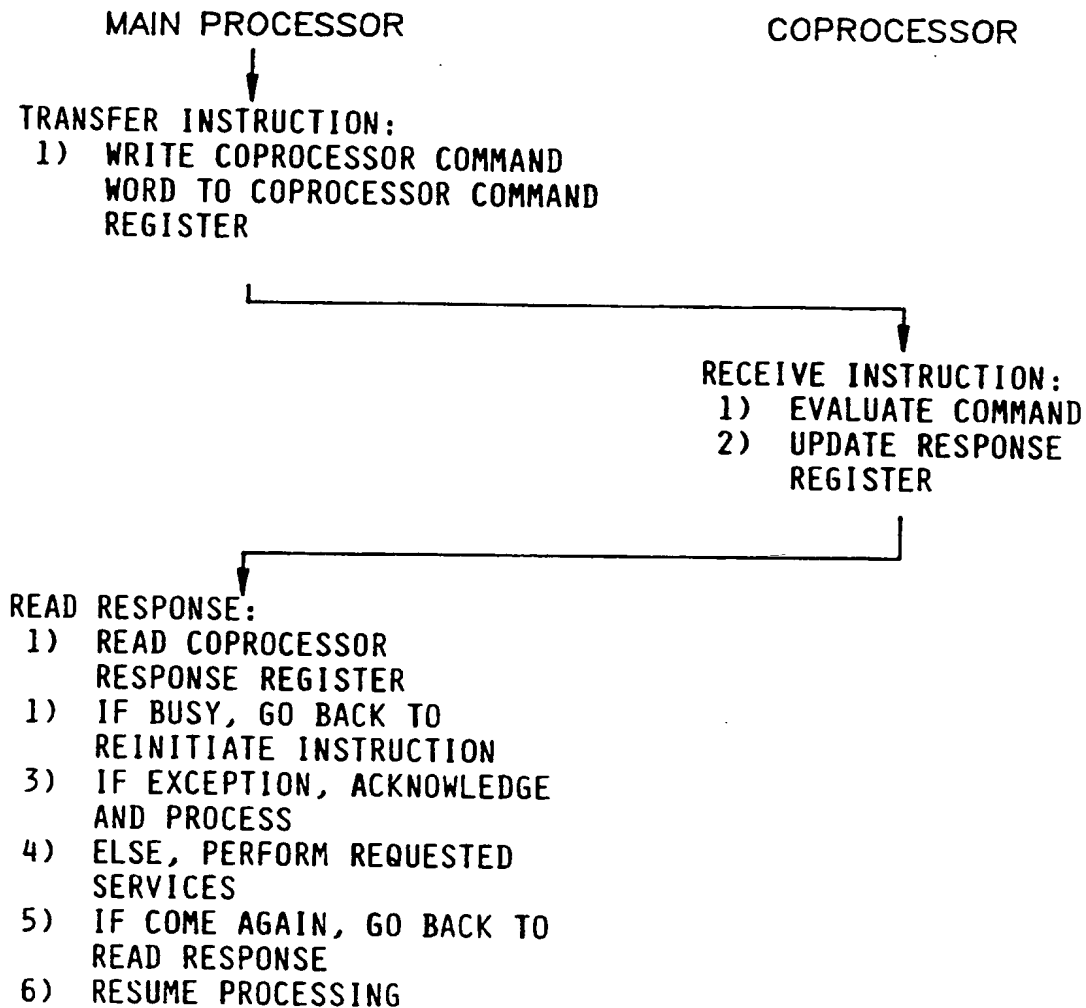 MAIN PROCESSOR
COPROCESSOR
TRANSFER INSTRUCTION:
1) WRITE COPROCESSOR COMMAND
WORD TO COPROCESSOR COMMAND
REGISTER
RECEIVE INSTRUCTION:
1) EVALUATE COMMAND
2) UPDATE RESPONSE
REGISTER
READ RESPONSE:
1) READ COPROCESSOR
RESPONSE REGISTER
1) IF BUSY, GO BACK TO
REINITIATE INSTRUCTION
3) IF EXCEPTION, ACKNOWLEDGE
AND PROCESS
4) ELSE, PERFORM REQUESTED
SERVICES
5) IF COME AGAIN, GO BACK TO
READ RESPONSE
6) RESUME PROCESSING